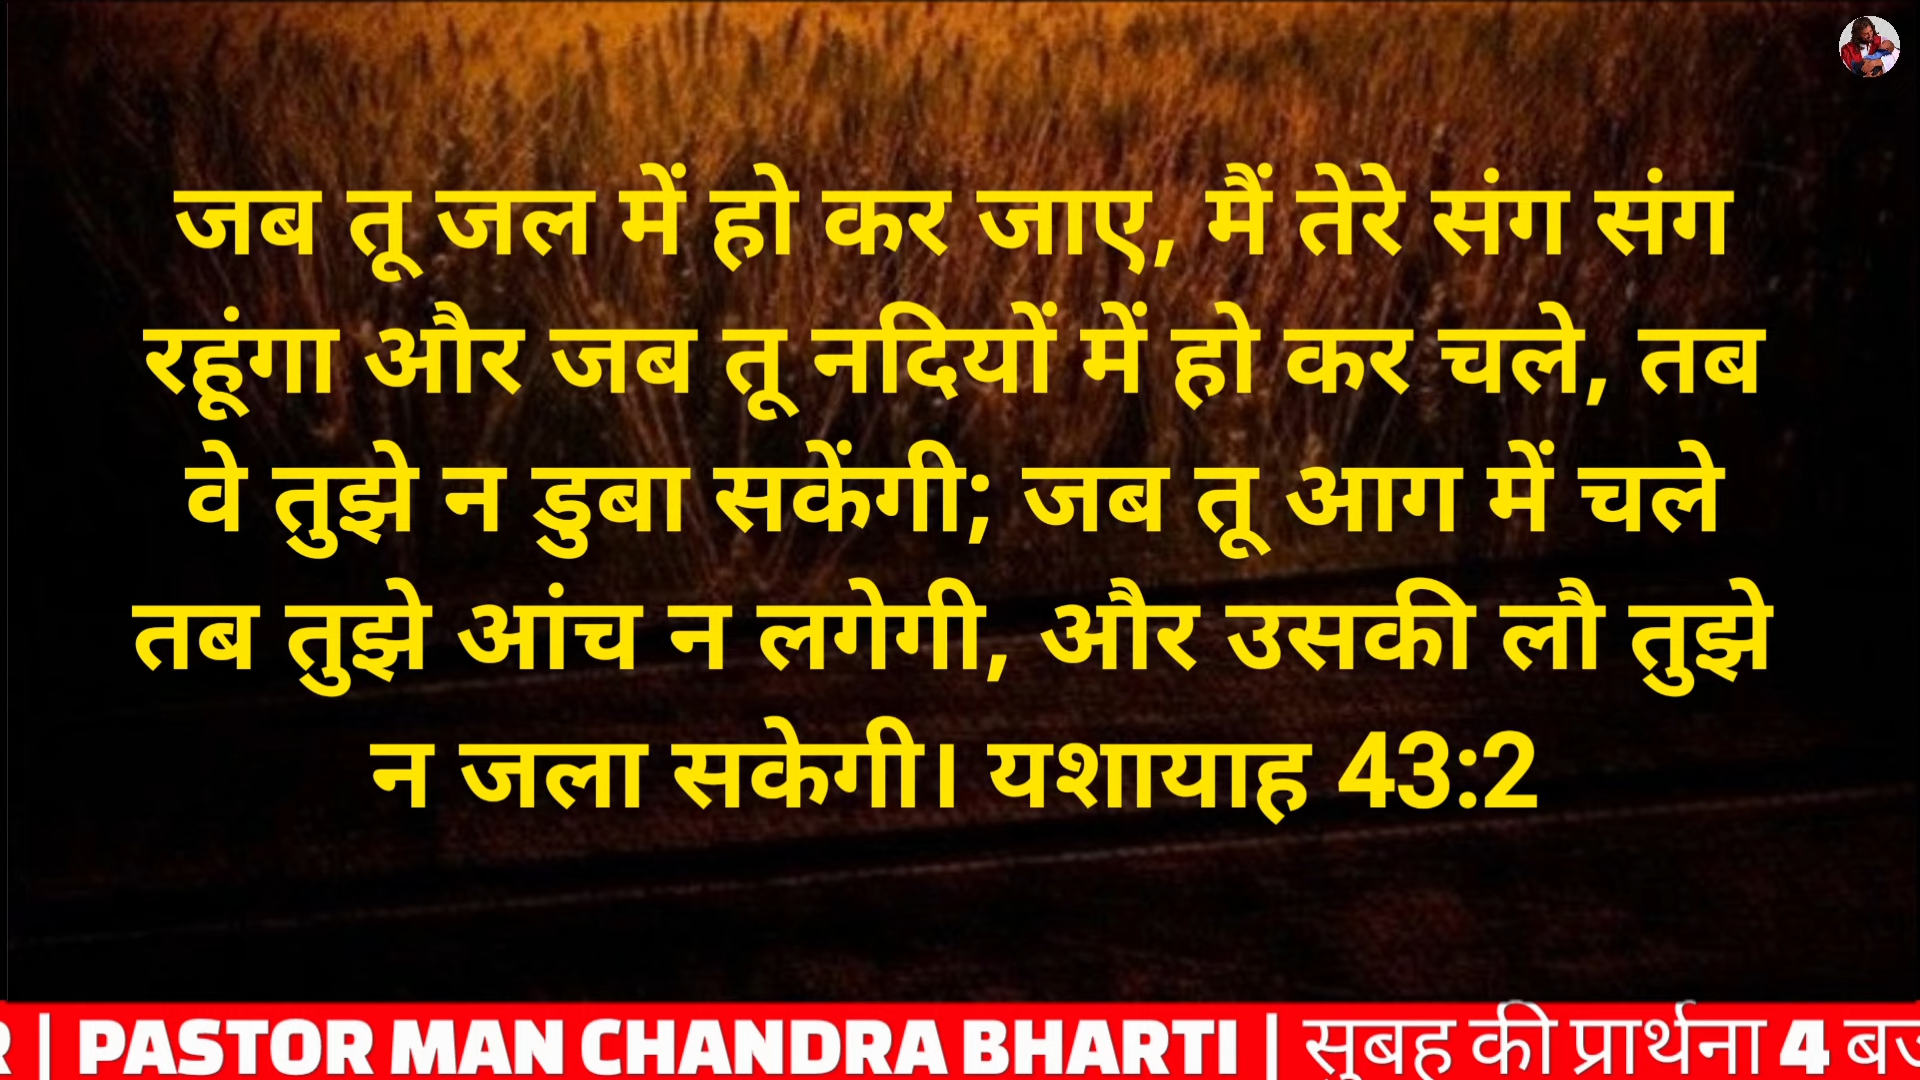 जब तू जल में हो कर जाए, मैं तेरे संग संग
रहूंगा और जब तू नदियों में हो कर चले, तब
वे तुझे न डुबा सकेंगी; जब तू आग में चले
तब तुझे आंच न लगेगी, और उसकी लौ तुझे
न जला सकेगी। यशायाह 43:2
| PASTOR MAN CHANDRA BHARTI | सुबह की प्रार्थना 4